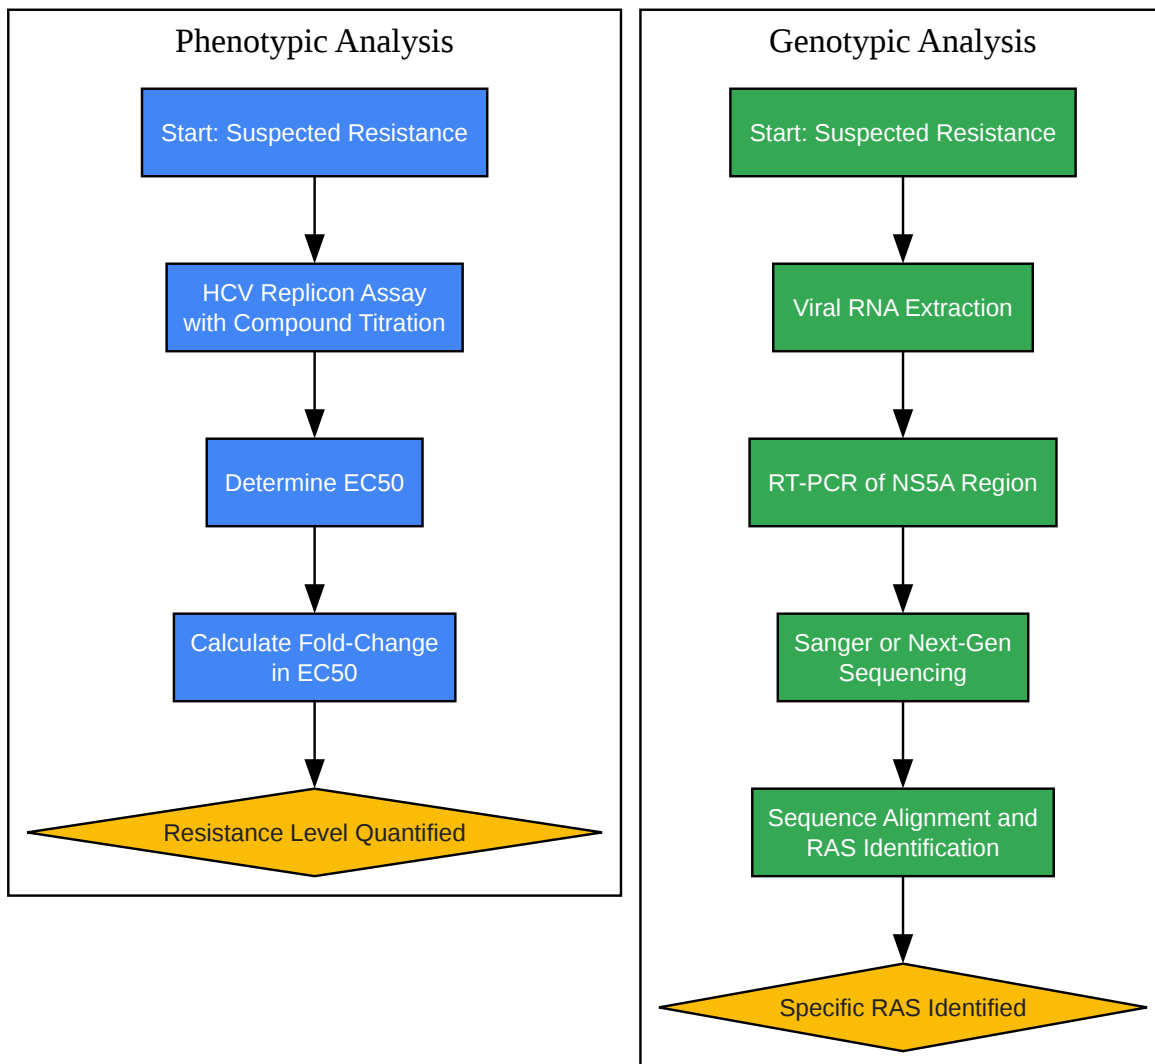 Phenotypic Analysis
Start: Suspected Resistance
HCV Replicon Assay
with Compound Titration
Determine EC50
Calculate Fold-Change
in EC50
Resistance Level Quantified
Genotypic Analysis
Start: Suspected Resistance
Viral RNA Extraction
RT-PCR of NS5A Region
Sanger or Next-Gen
Sequencing
Sequence Alignment and
RAS Identification
Specific RAS Identified